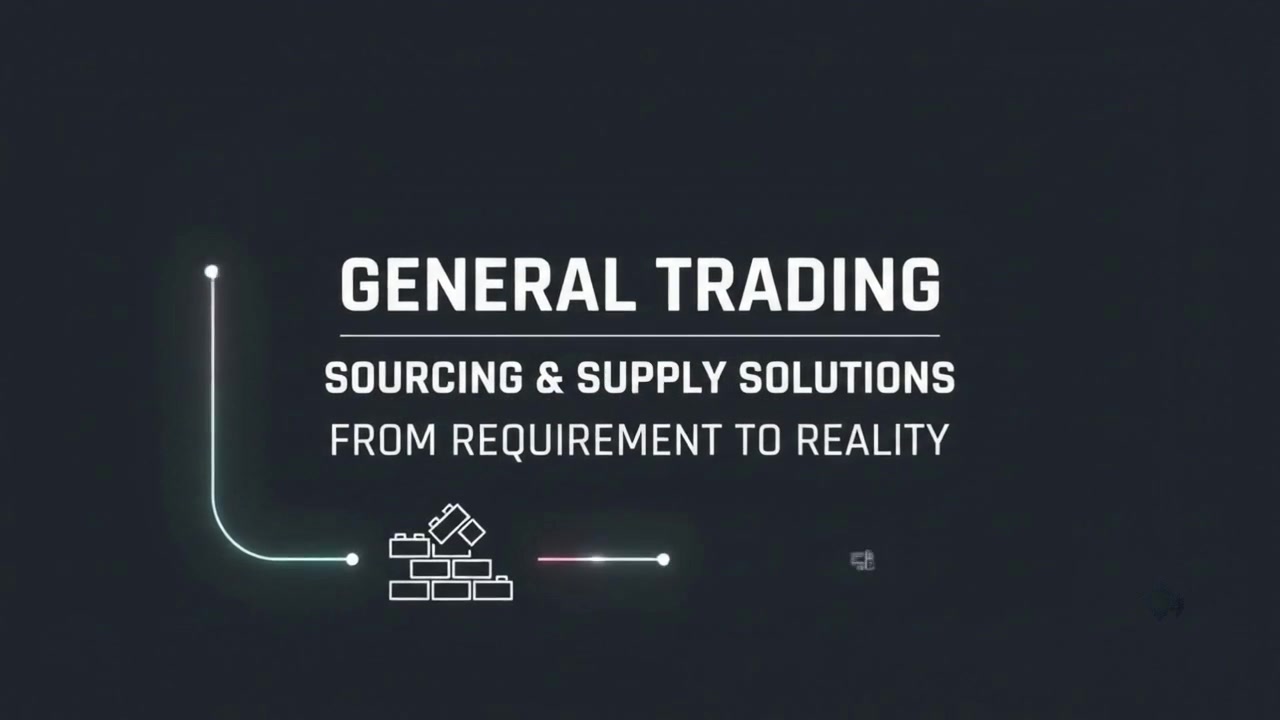 GENERAL TRADING
SOURCING & SUPPLY SOLUTIONS
FROM REQUIREMENT TO REALITY